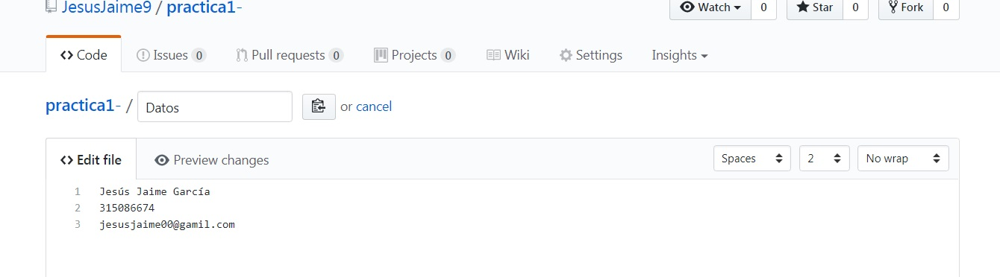 JesusJaime9 / practica1-
Watch 0 Star 0 Fork 0
Code Issues 0 Pull requests 0 Projects 0 Wiki Settings Insights
practica1- / Datos or cancel
Edit file Preview changes Spaces 2 No wrap
1 Jesús Jaime García
2 315086674
3 jesusjaime00@gamil.com